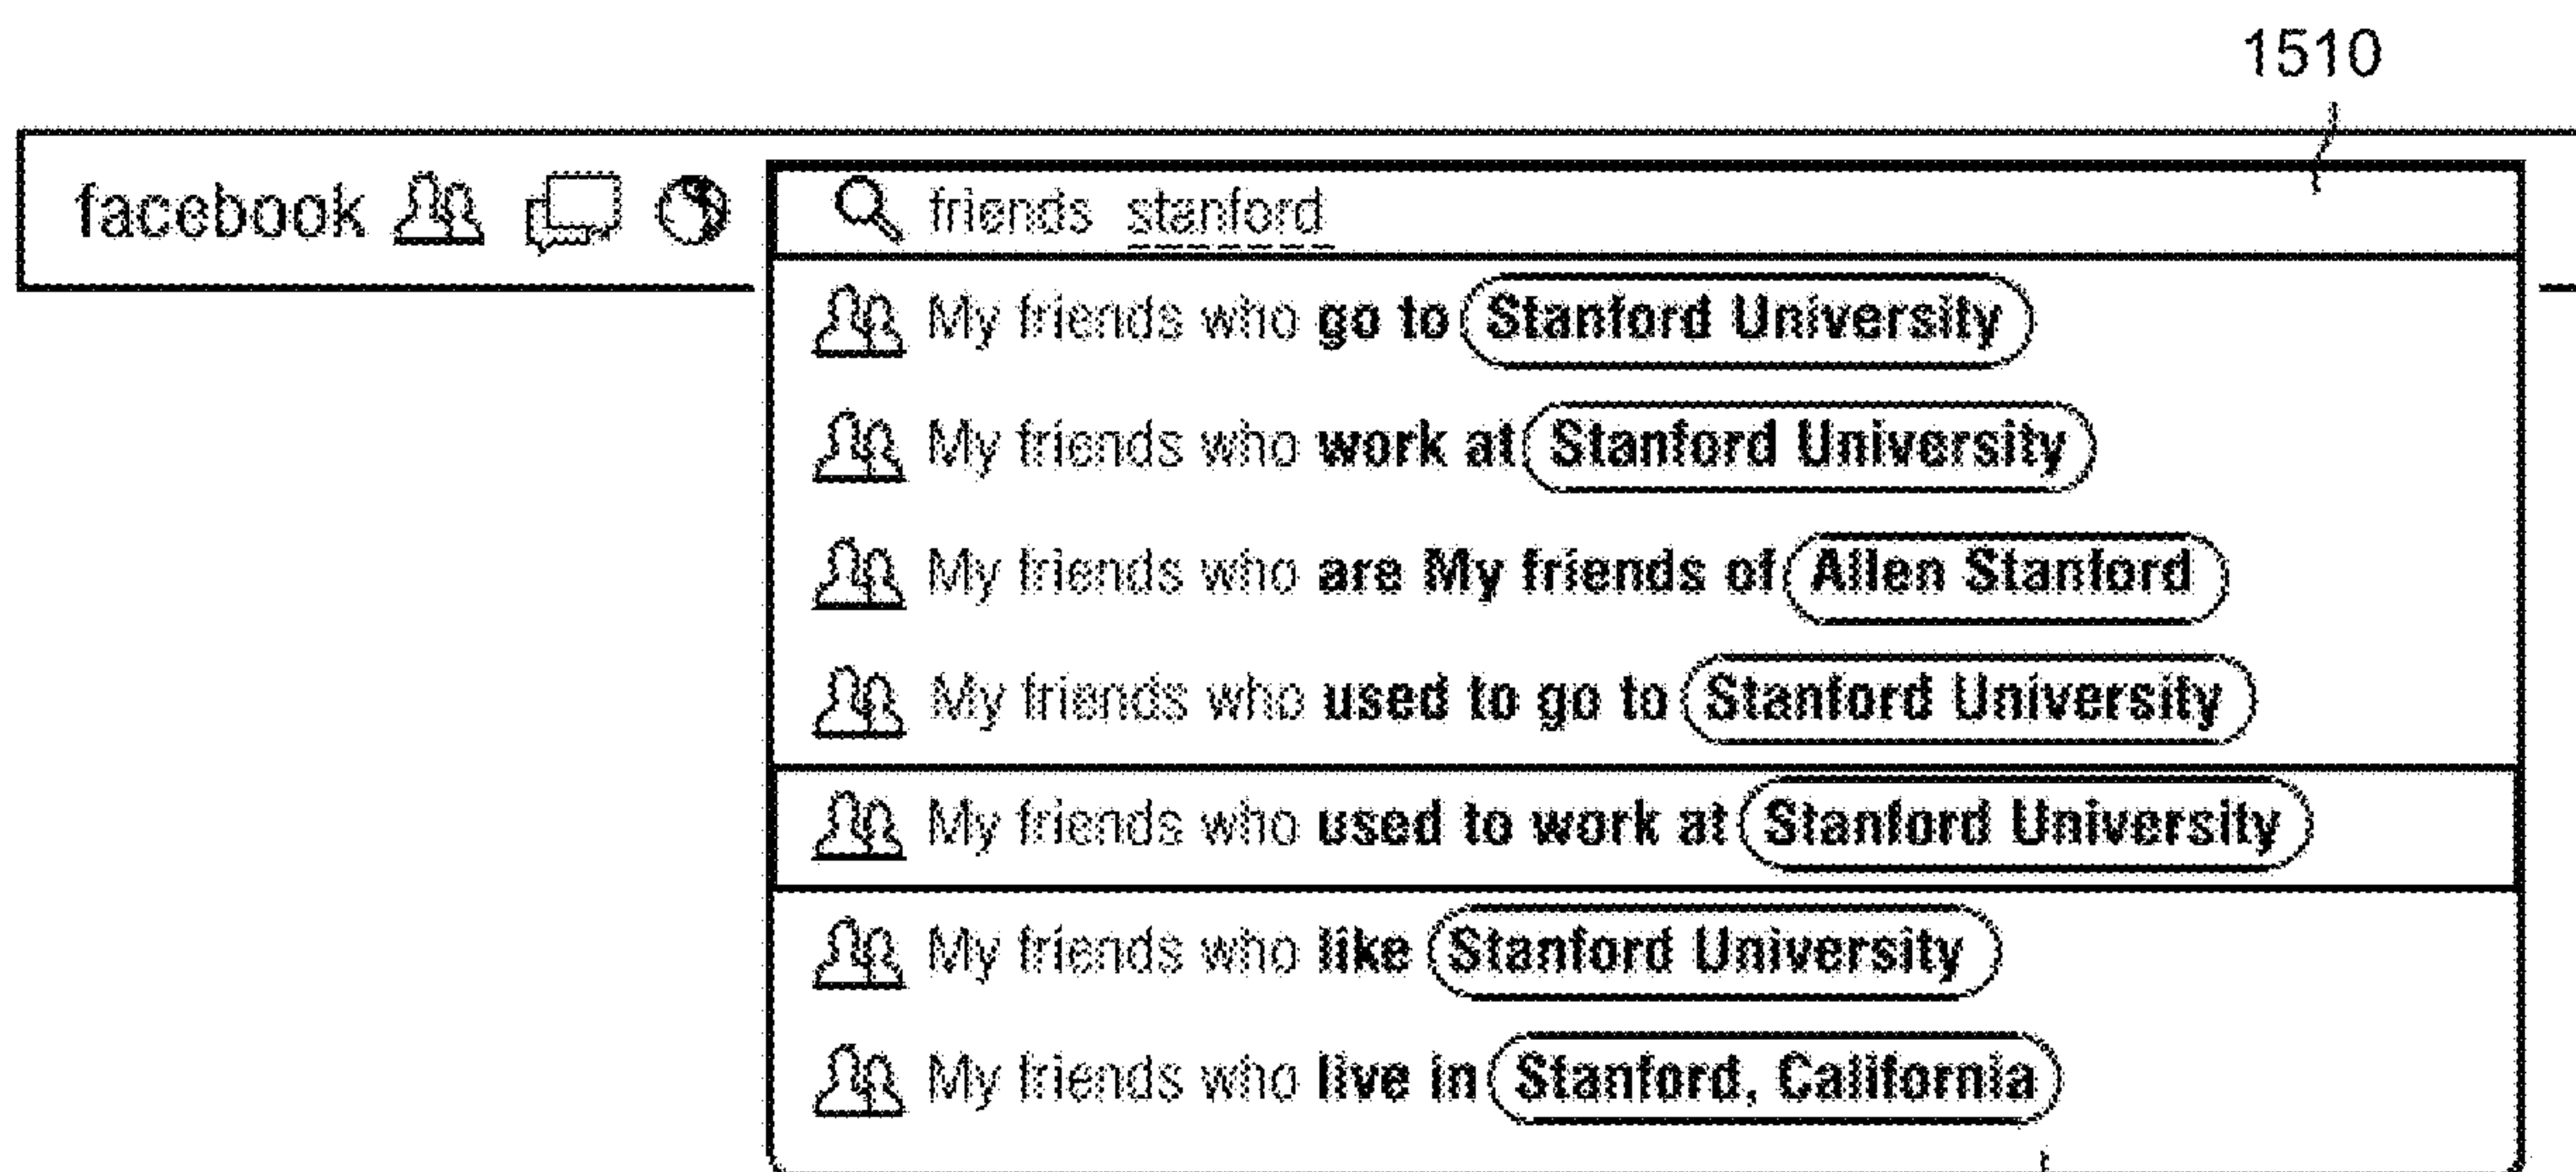 1510
facebook friends stanford
My friends who go to Stanford University
My friends who work at Stanford University
My friends who are My friends of Allen Stanford
My friends who used to go to Stanford University
My friends who used to work at Stanford University
My friends who like Stanford University
My friends who live in Stanford, California